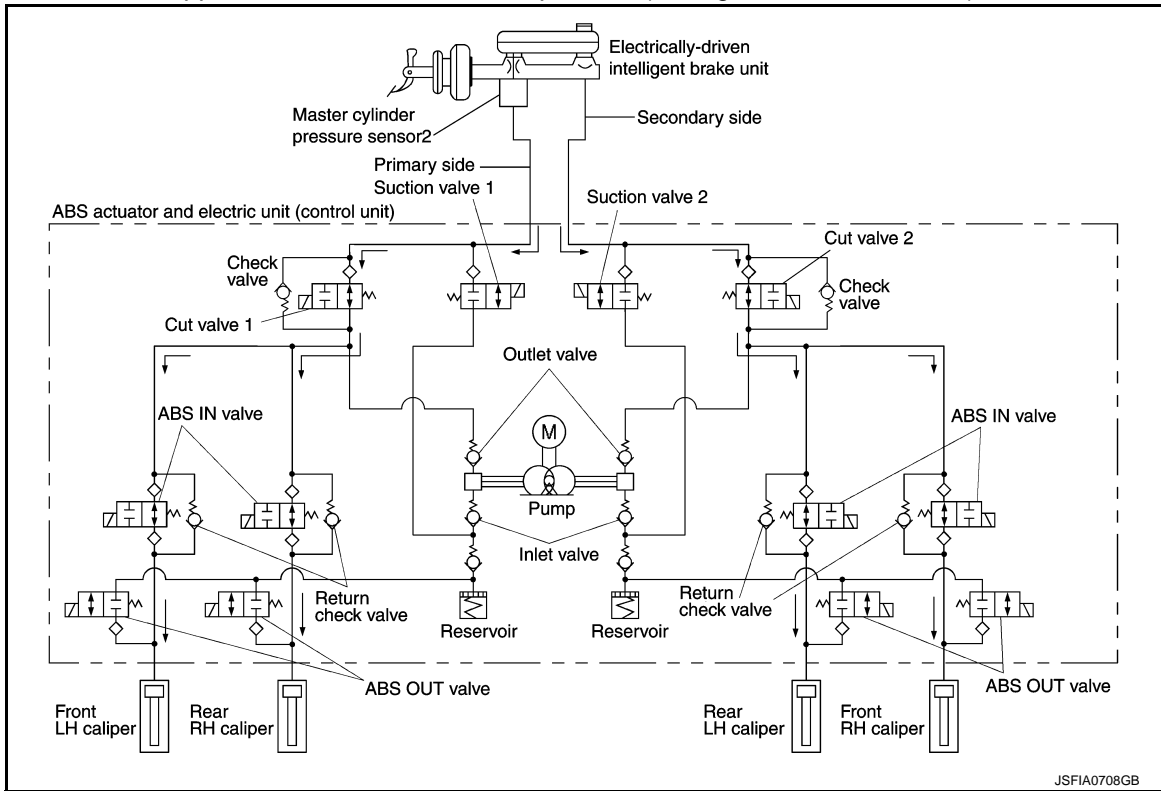 Electrically-driven
intelligent brake unit
Master cylinder
pressure sensor2
Secondary side
Primary side
Suction valve 1
Suction valve 2
ABS actuator and electric unit (control unit)
Cut valve 2
Check
valve
Check
valve
Cut valve 1
Outlet valve
ABS IN valve
ABS IN valve
M
Pump
Inlet valve
Return
check valve
Return
check valve
Reservoir
Reservoir
ABS OUT valve
ABS OUT valve
Front
LH caliper
Rear
RH caliper
Rear
LH caliper
Front
RH caliper
JSFIA0708GB